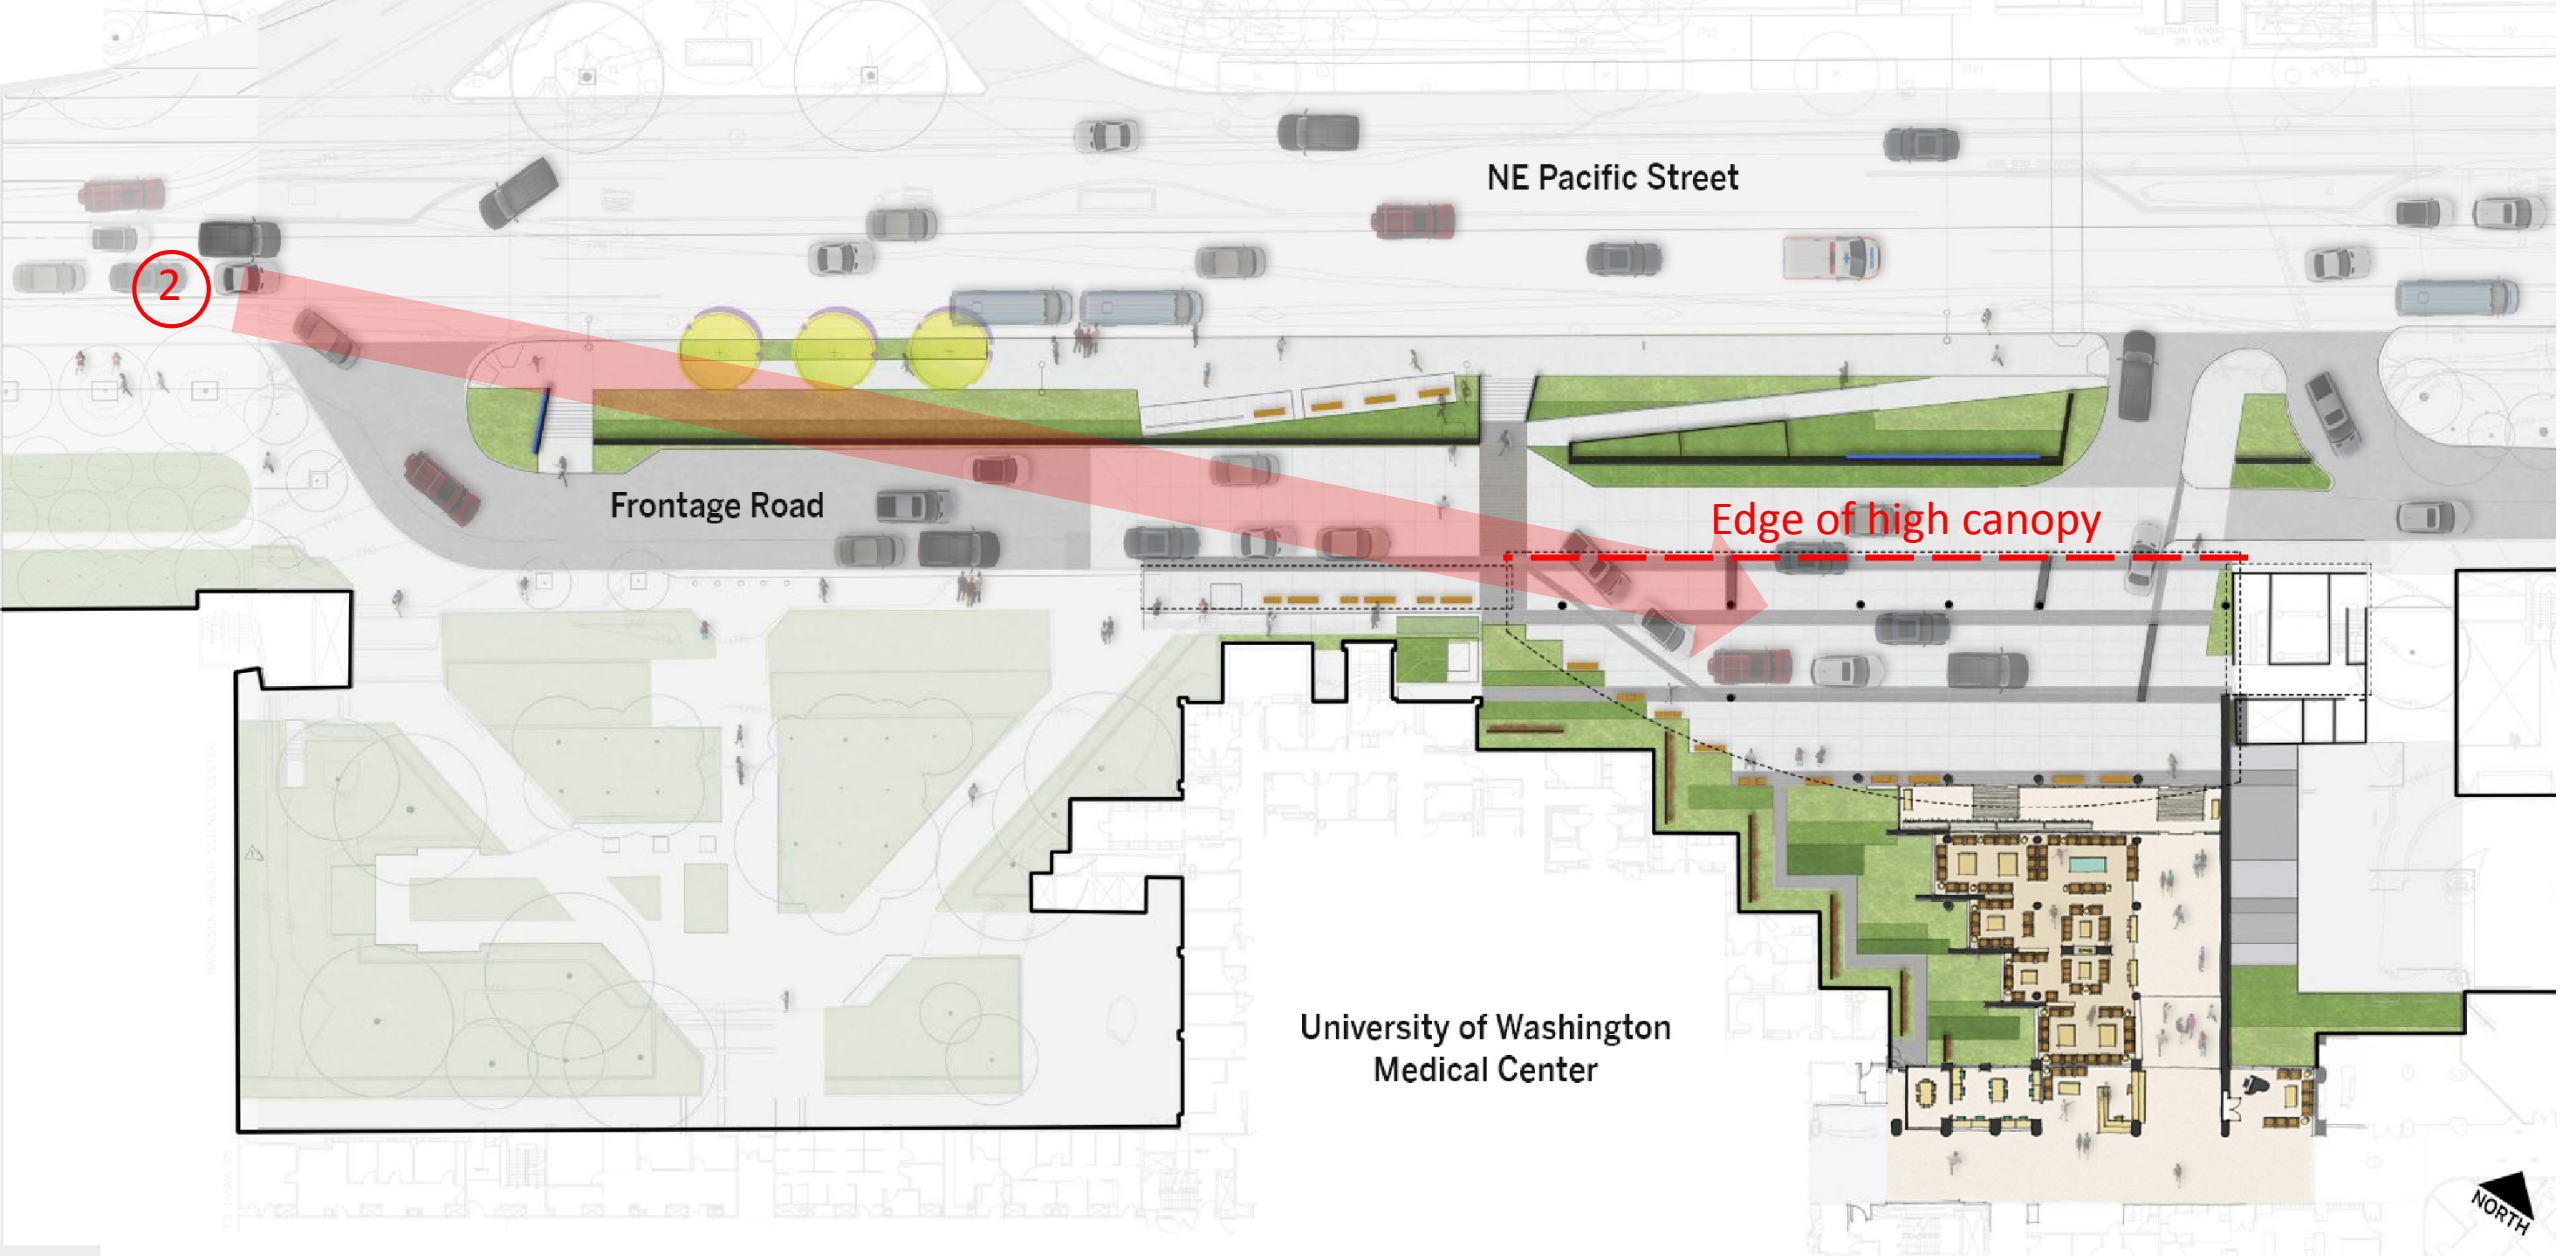 NE Pacific Street
2
Edge of high canopy
Frontage Road
University of Washington
Medical Center
NORTH